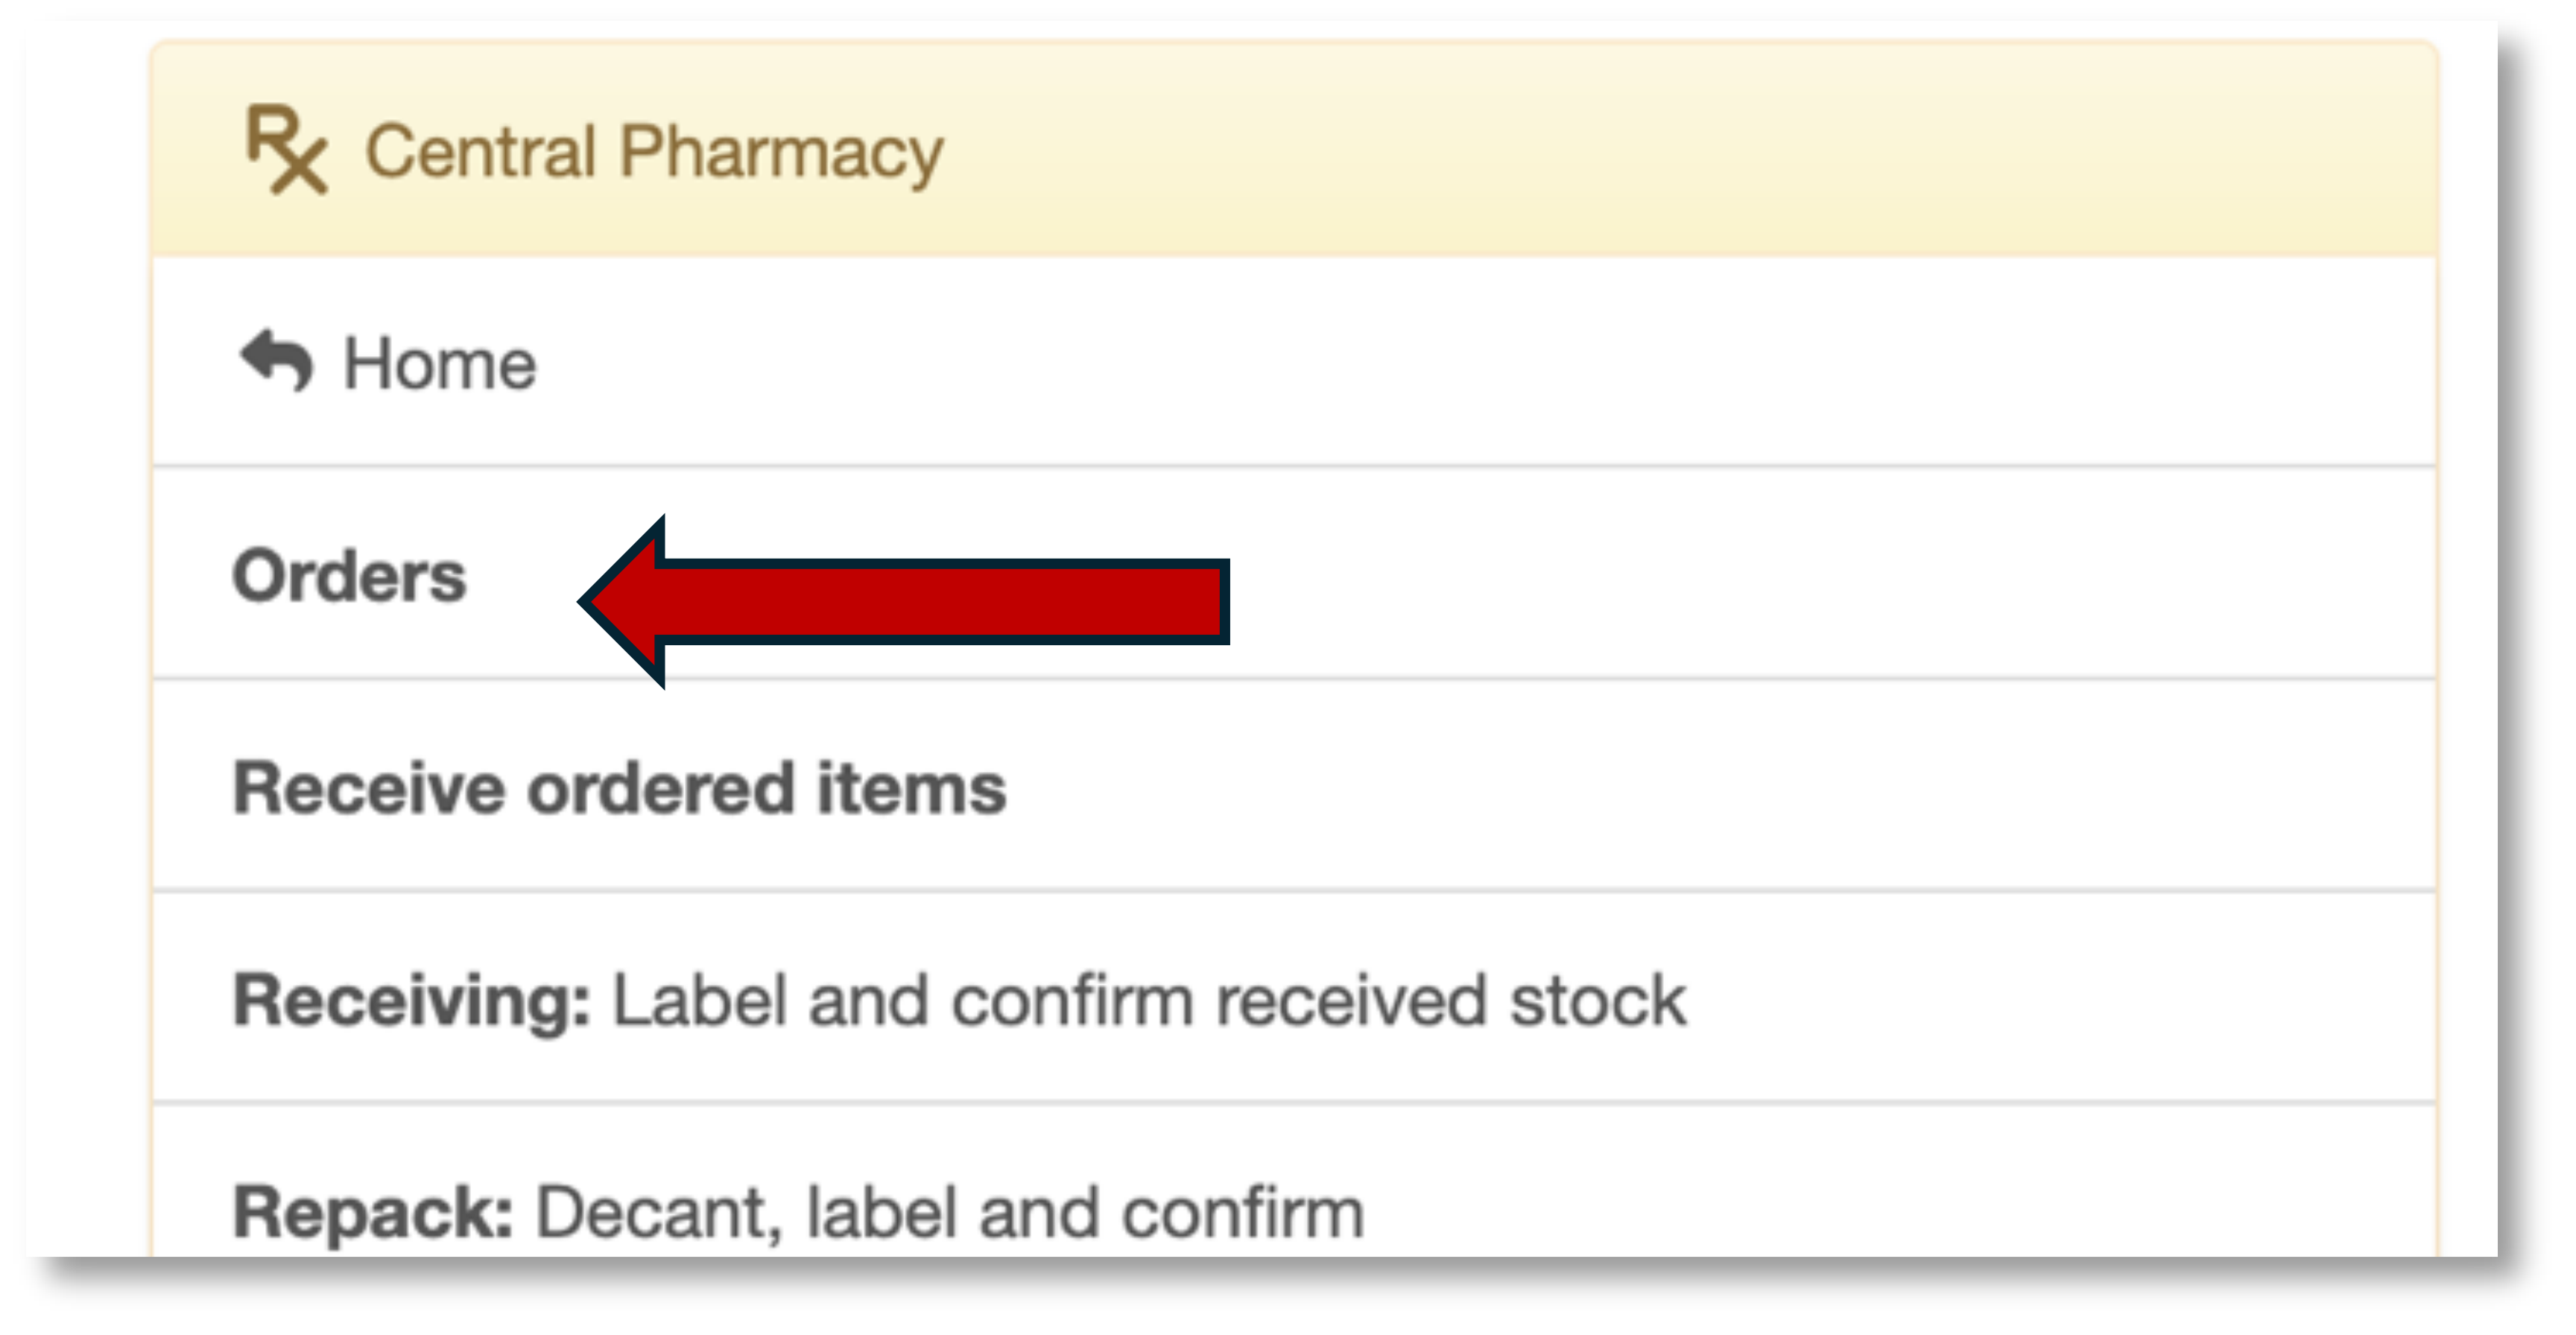 Central Pharmacy
Home
Orders
Receive ordered items
Receiving: Label and confirm received stock
Repack: Decant, label and confirm